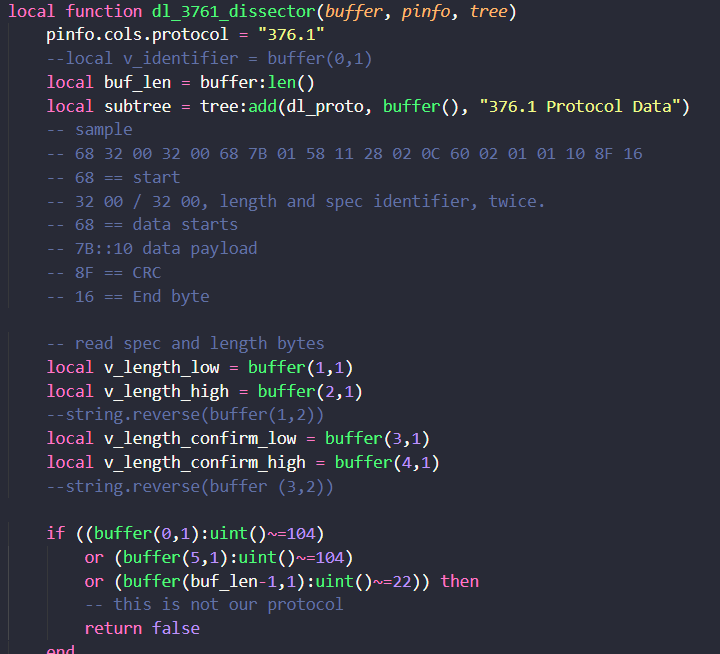 local function dl_3761_dissector(buffer, pinfo, tree)
pinfo.cols.protocol = "376.1"
--local v_identifier = buffer(0,1)
local buf_len = buffer:len()
local subtree = tree:add(dl_proto, buffer(), "376.1 Protocol Data")
-- sample
-- 68 32 00 32 00 68 7B 01 58 11 28 02 0C 60 02 01 01 10 8F 16
-- 68 == start
-- 32 00 / 32 00, length and spec identifier, twice.
-- 68 == data starts
-- 7B::10 data payload
-- 8F == CRC
-- 16 == End byte
-- read spec and length bytes
local v_length_low = buffer(1,1)
local v_length_high = buffer(2,1)
--string.reverse(buffer(1,2))
local v_length_confirm_low = buffer(3,1)
local v_length_confirm_high = buffer(4,1)
--string.reverse(buffer (3,2))
if ((buffer(0,1):uint()~=104)
or (buffer(5,1):uint()~=104)
or (buffer(buf_len-1,1):uint()~=22)) then
-- this is not our protocol
return false
end